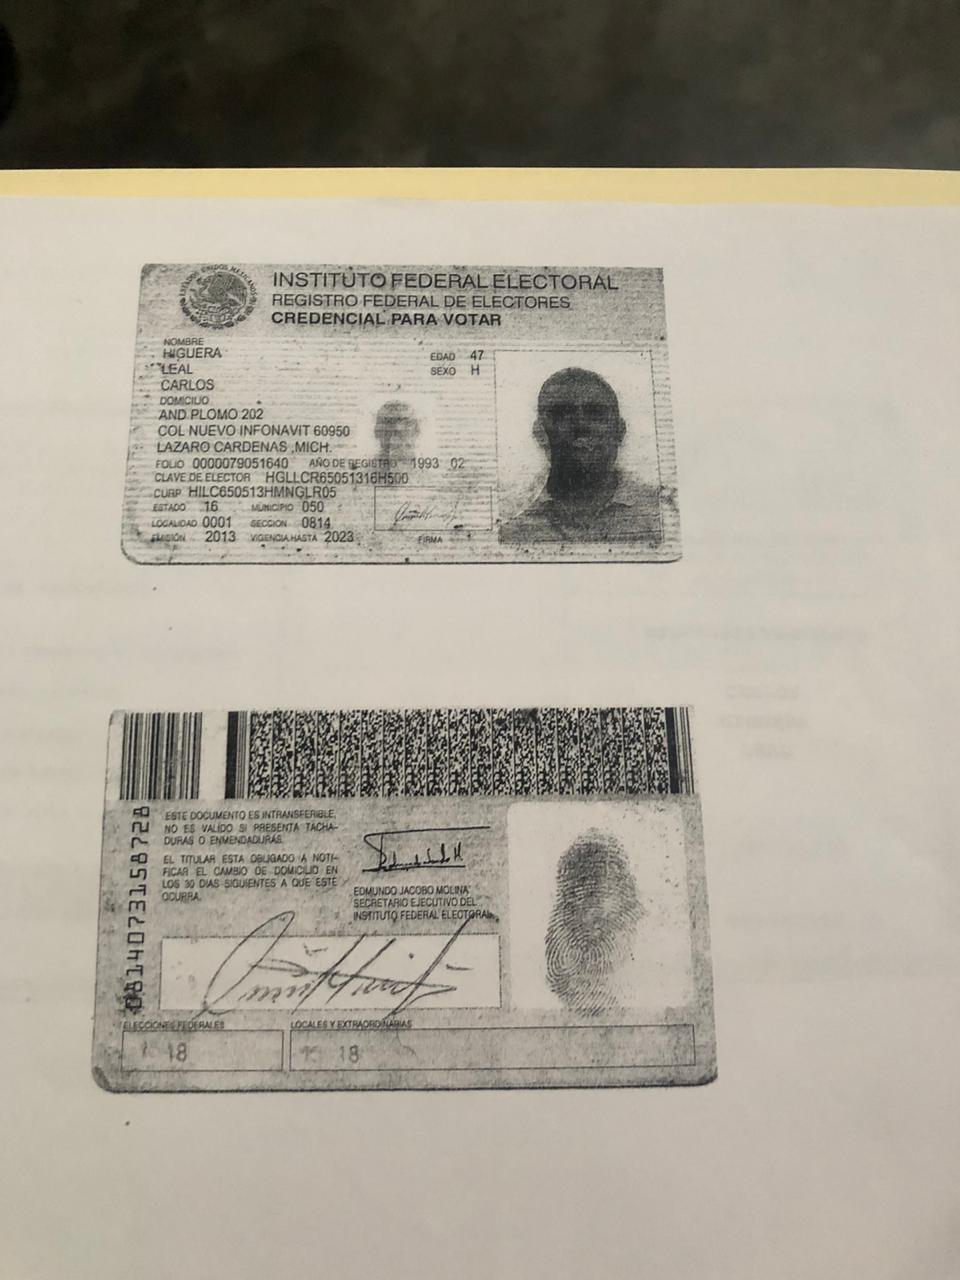 ESTADOS UNIDOS MEXICANOS
INSTITUTO FEDERAL ELECTORAL
REGISTRO FEDERAL DE ELECTORES
CREDENCIAL PARA VOTAR
NOMBRE
HIGUERA
LEAL
CARLOS
EDAD 47
SEXO H
DOMICILIO
AND PLOMO 202
COL NUEVO INFONAVIT 60950
LAZARO CARDENAS ,MICH.
FOLIO 0000079051640 AÑO DE REGISTRO 1993 02
CLAVE DE ELECTOR HGLLCR65051316H500
CURP HILC650513HMNGLR05
ESTADO 16 MUNICIPIO 050
LOCALIDAD 0001 SECCION 0814
EMISIÓN 2013 VIGENCIA HASTA 2023
FIRMA
0814073158728
ESTE DOCUMENTO ES INTRANSFERIBLE,
NO ES VALIDO SI PRESENTA TACHA-
DURAS O ENMENDADURAS.
EL TITULAR ESTA OBLIGADO A NOTI-
FICAR EL CAMBIO DE DOMICILIO EN
LOS 30 DIAS SIGUIENTES A QUE ESTE
OCURRA.
EDMUNDO JACOBO MOLINA
SECRETARIO EJECUTIVO DEL
INSTITUTO FEDERAL ELECTORAL
ELECCIONES FEDERALES
LOCALES Y EXTRAORDINARIAS
18
18